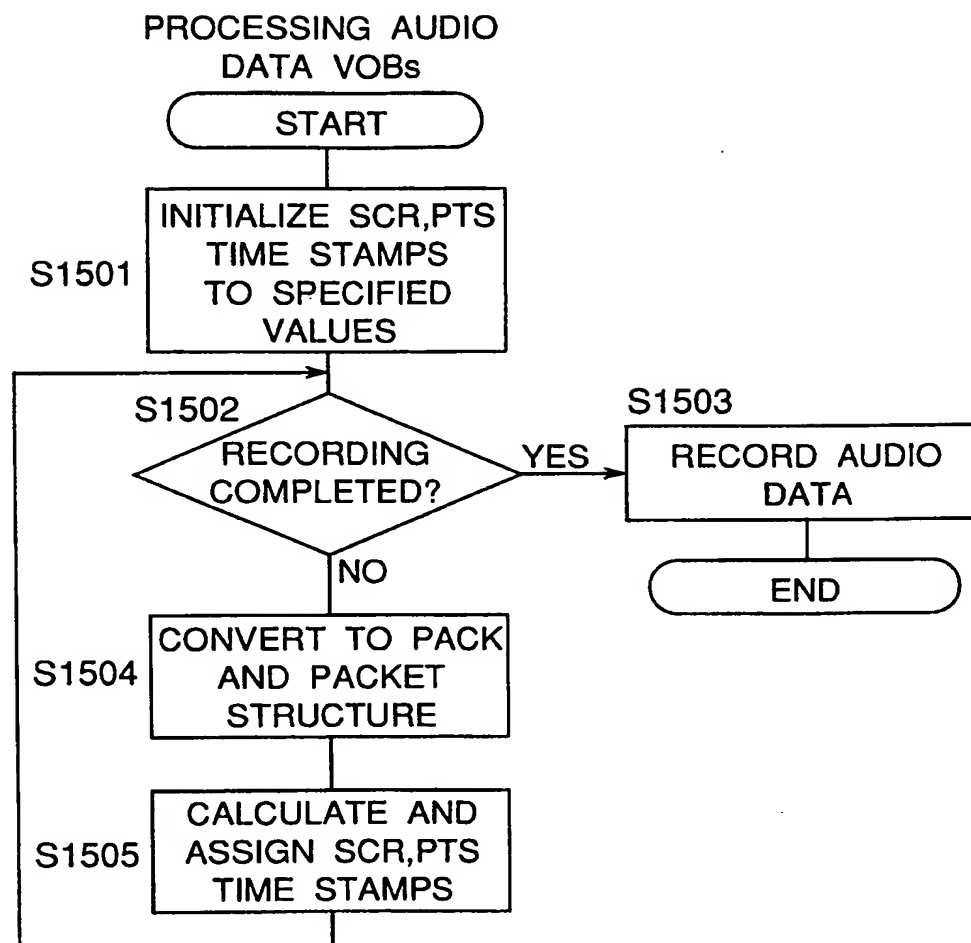 PROCESSING AUDIO
DATA VOBs
START
INITIALIZE SCR,PTS
TIME STAMPS
TO SPECIFIED
VALUES
S1501
S1502
RECORDING
COMPLETED?
YES
S1503
RECORD AUDIO
DATA
END
NO
S1504
CONVERT TO PACK
AND PACKET
STRUCTURE
S1505
CALCULATE AND
ASSIGN SCR,PTS
TIME STAMPS